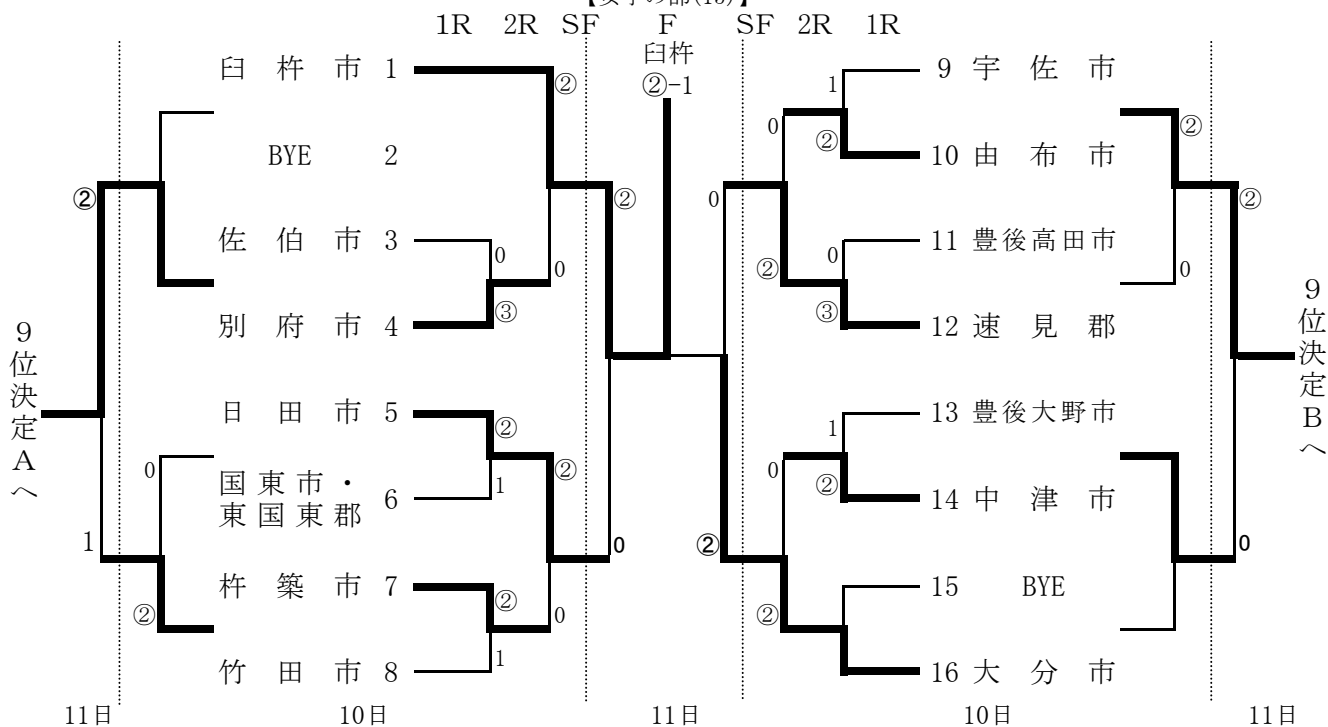 1R 2R SF F SF 2R 1R
臼杵
②-1
臼杵市 1 ② 1 9 宇佐市
0 ② ②
BYE 2 10 由布市
② ② 0 ②
佐伯市 3 0 0 ② 0 11 豊後高田市 0
別府市 4 ③ ③ 12 速見郡
9位決定Aへ
9位決定Bへ
日田市 5 ② 1 13 豊後大野市
0 ② 0
国東市・
東国東郡 6 1 ② 14 中津市
1 0 ② 0
杵築市 7 ② 15 BYE
② 0 ②
竹田市 8 1 16 大分市
11日 10日 11日 10日 11日